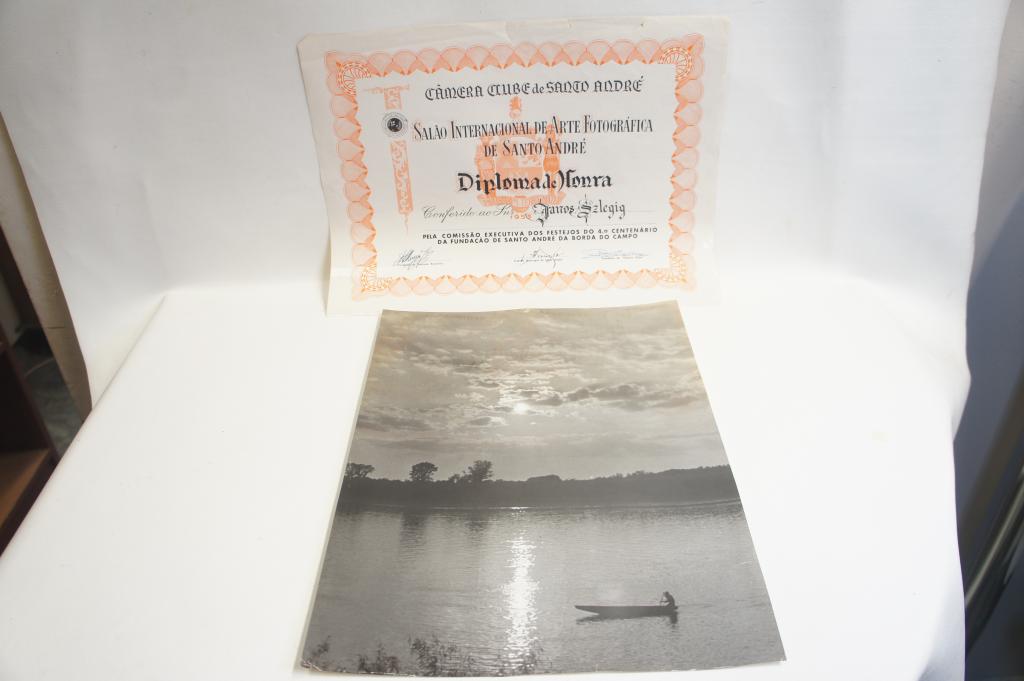 CÂMERA CLUBE de SANTO ANDRÉ
SALÃO INTERNACIONAL DE ARTE FOTOGRÁFICA
DE SANTO ANDRÉ
Diploma de Honra
Conferido ao Snr. Janos Szlegig
PELA COMISSÃO EXECUTIVA DOS FESTEJOS DO 4.º CENTENÁRIO
DA FUNDAÇÃO DE SANTO ANDRÉ DA BORDA DO CAMPO